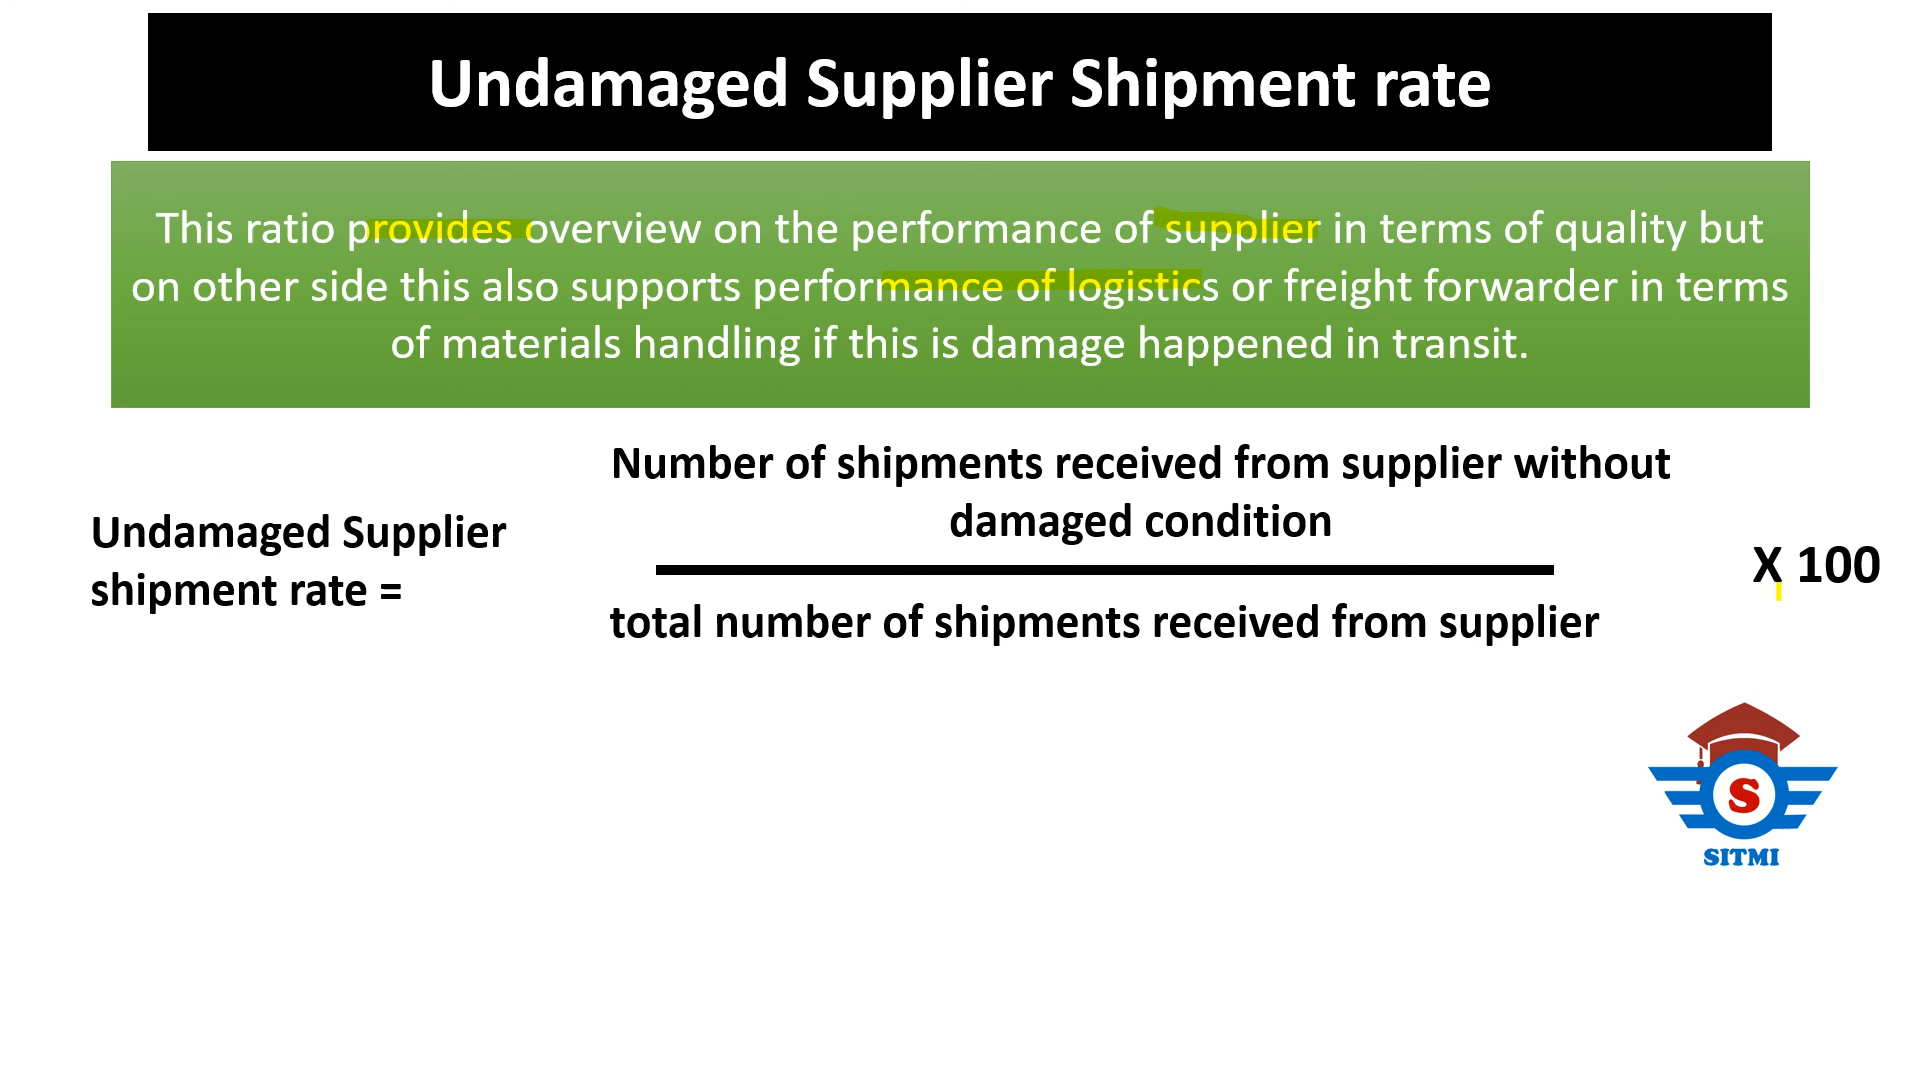 Undamaged Supplier Shipment rate
This ratio provides overview on the performance of supplier in terms of quality but
on other side this also supports performance of logistics or freight forwarder in terms
of materials handling if this is damage happened in transit.
Number of shipments received from supplier without
damaged condition
Undamaged Supplier
shipment rate =
X 100
total number of shipments received from supplier
S
SITMI